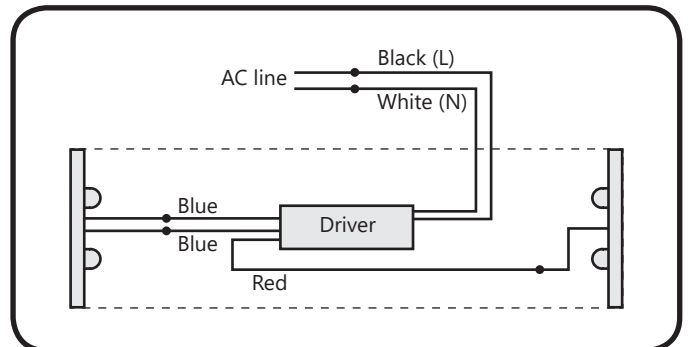 Black (L)
AC line
White (N)
Blue
Driver
Blue
Red